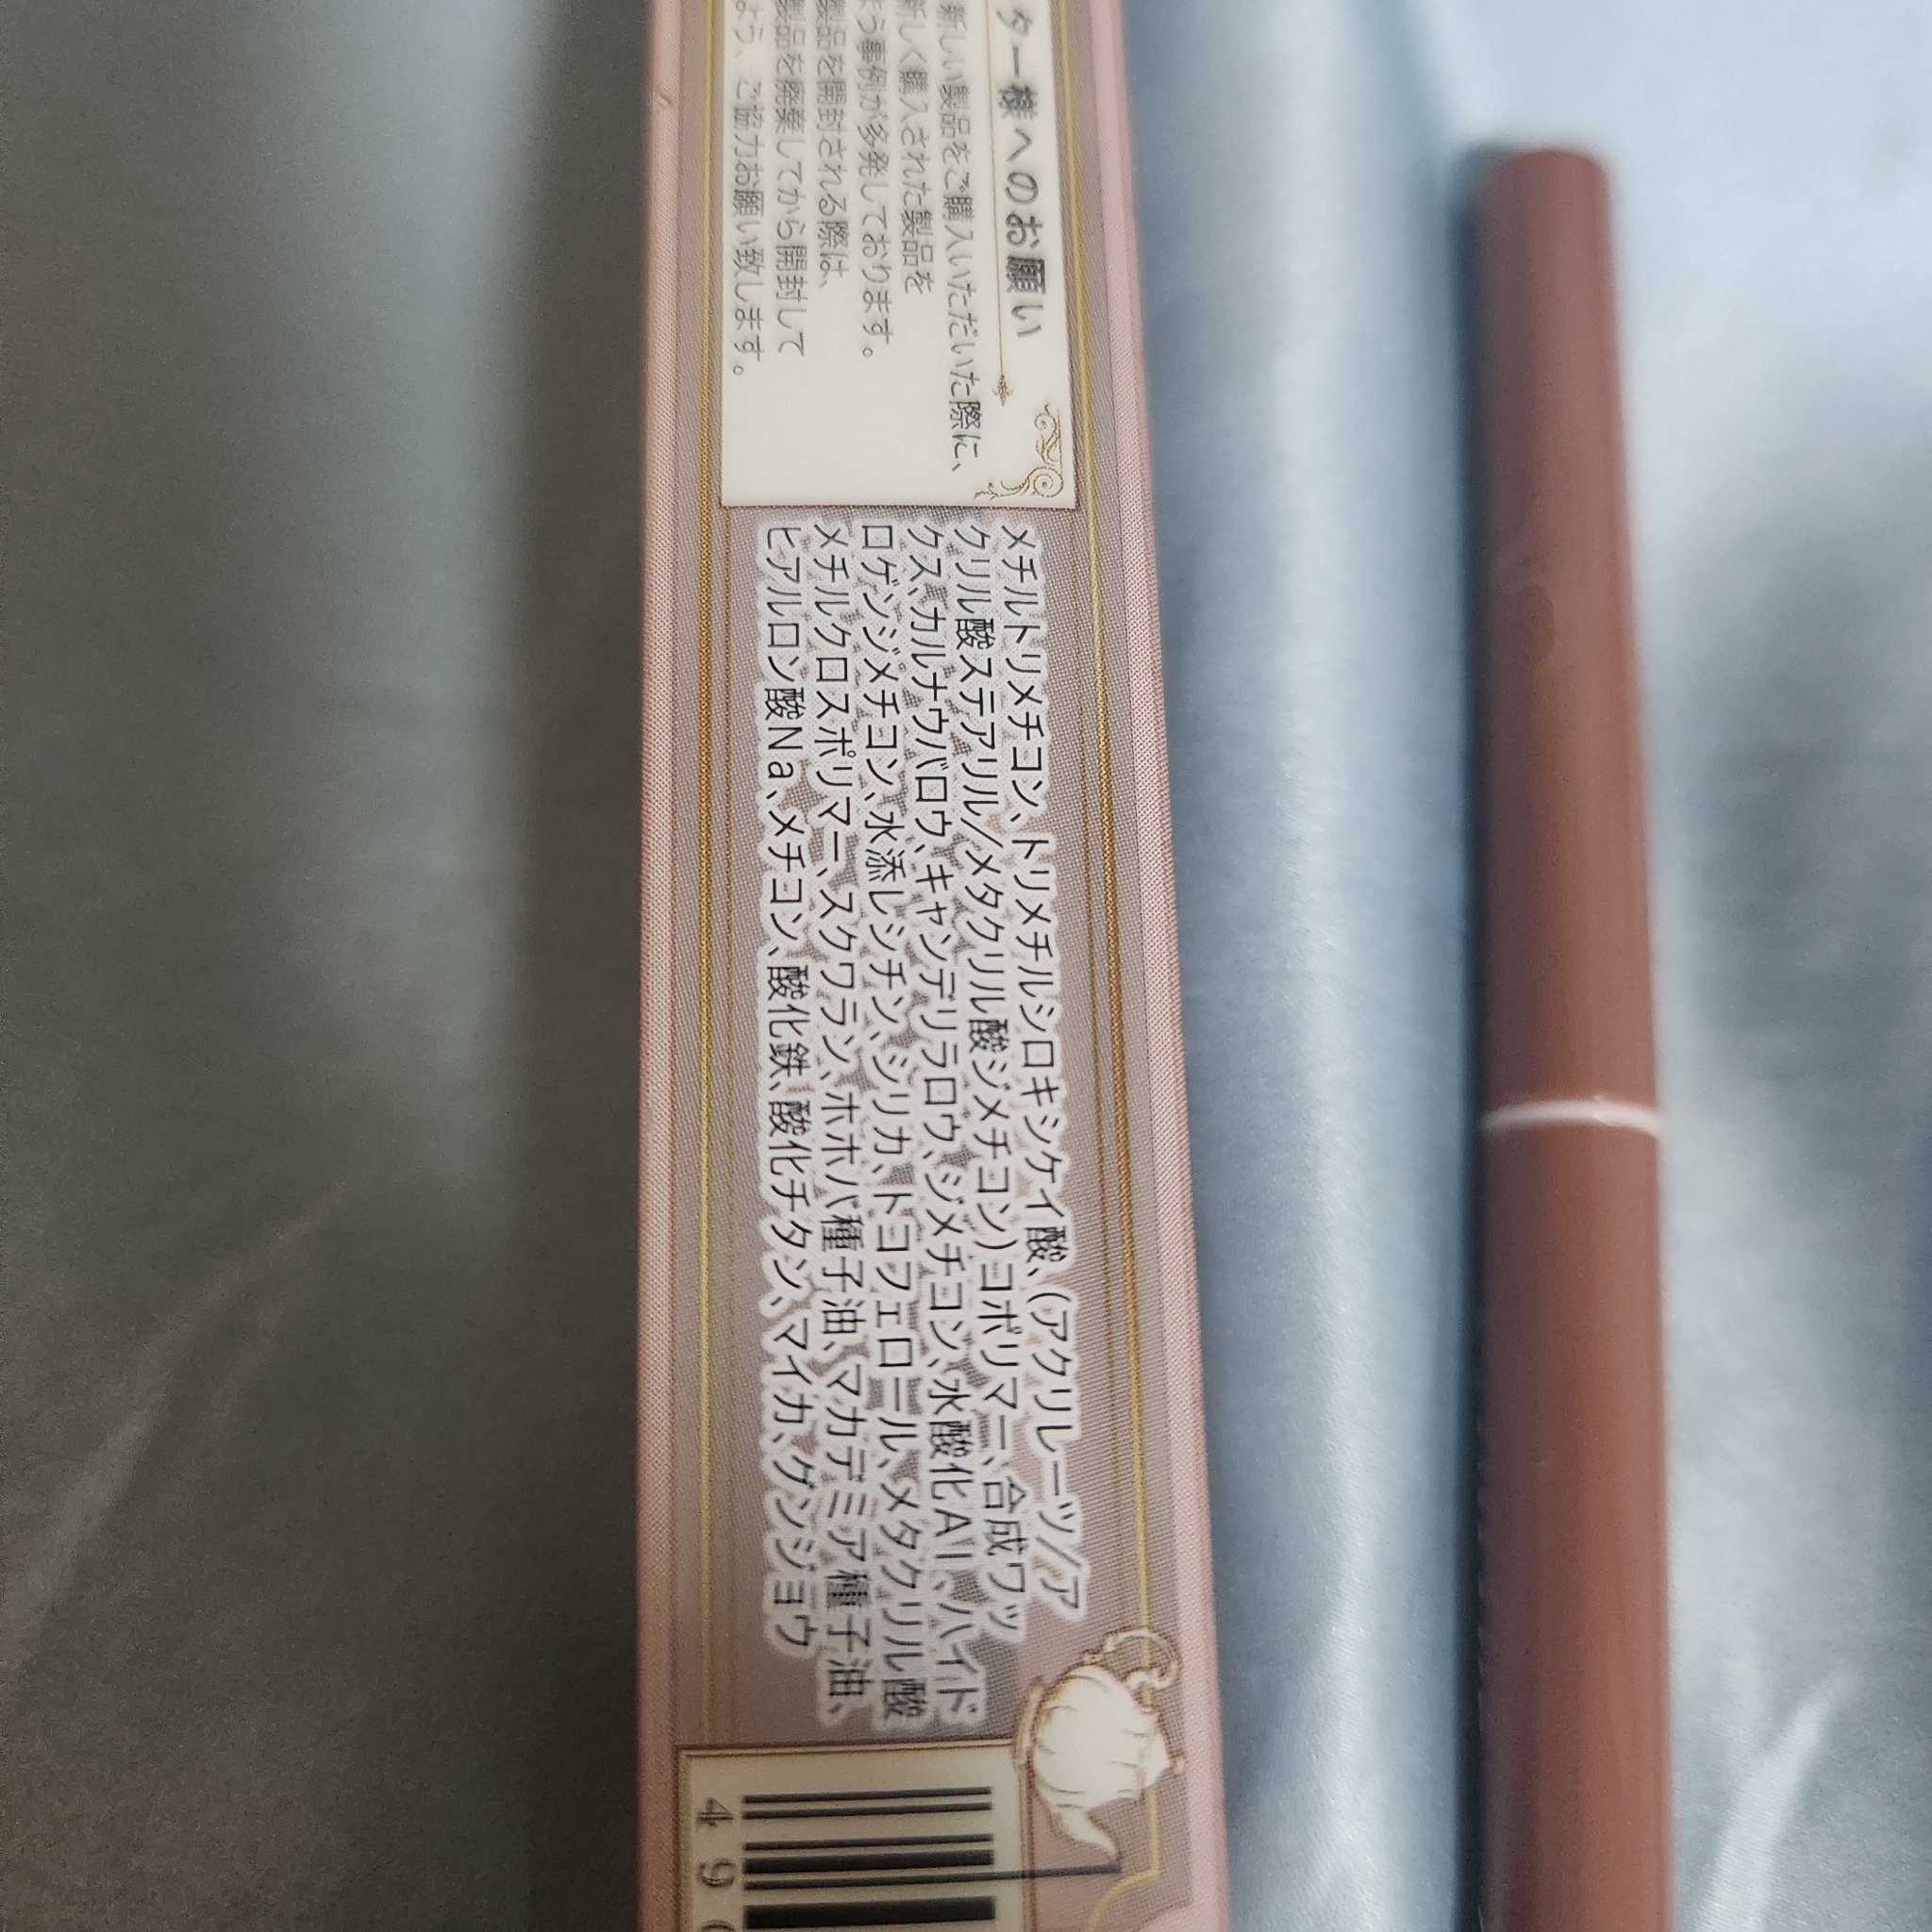 ター様へのお願い
新しい製品をご購入いただいた際に、
新しく購入された製品を
う事例が多発しております。
製品を開封される際は、
製品を廃棄してから開封して
よう、ご協力お願い致します。
メチルトリメチコン、トリメチルシロキシケイ酸、(アクリレーツ/ア
クリル酸ステアリル/メタクリル酸ジメチコン)コポリマー、合成ワッ
クス、カルナウバロウ、キャンデリラロウ、ジメチコン、水酸化Al、ハイド
ロゲンジメチコン、水添レシチン、シリカ、トコフェロール、メタクリル酸
メチルクロスポリマー、スクワラン、ホホバ種子油、マカデミア種子油、
ヒアルロン酸Na、メチコン、酸化鉄、酸化チタン、マイカ、グンジョウ
4 9